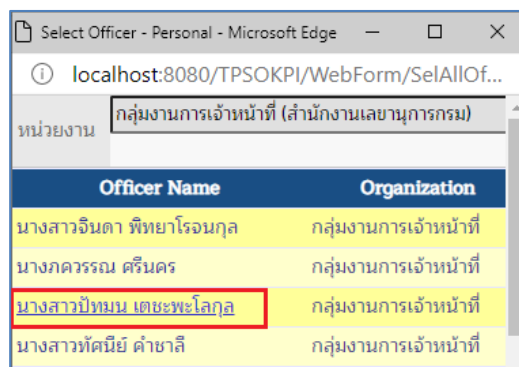 Select Officer - Personal - Microsoft Edge
localhost:8080/TPSOKPI/WebForm/SelAllOf...
หน่วยงาน กลุ่มงานการเจ้าหน้าที่ (สำนักงานเลขานุการกรม)
Officer Name Organization
นางสาวจินดา พิทยาโรจนกุล กลุ่มงานการเจ้าหน้าที่
นางภควรรณ ศรีนคร กลุ่มงานการเจ้าหน้าที่
นางสาวปัทมน เตชะพะโลกุล กลุ่มงานการเจ้าหน้าที่
นางสาวทัศนีย์ คำชาลี กลุ่มงานการเจ้าหน้าที่